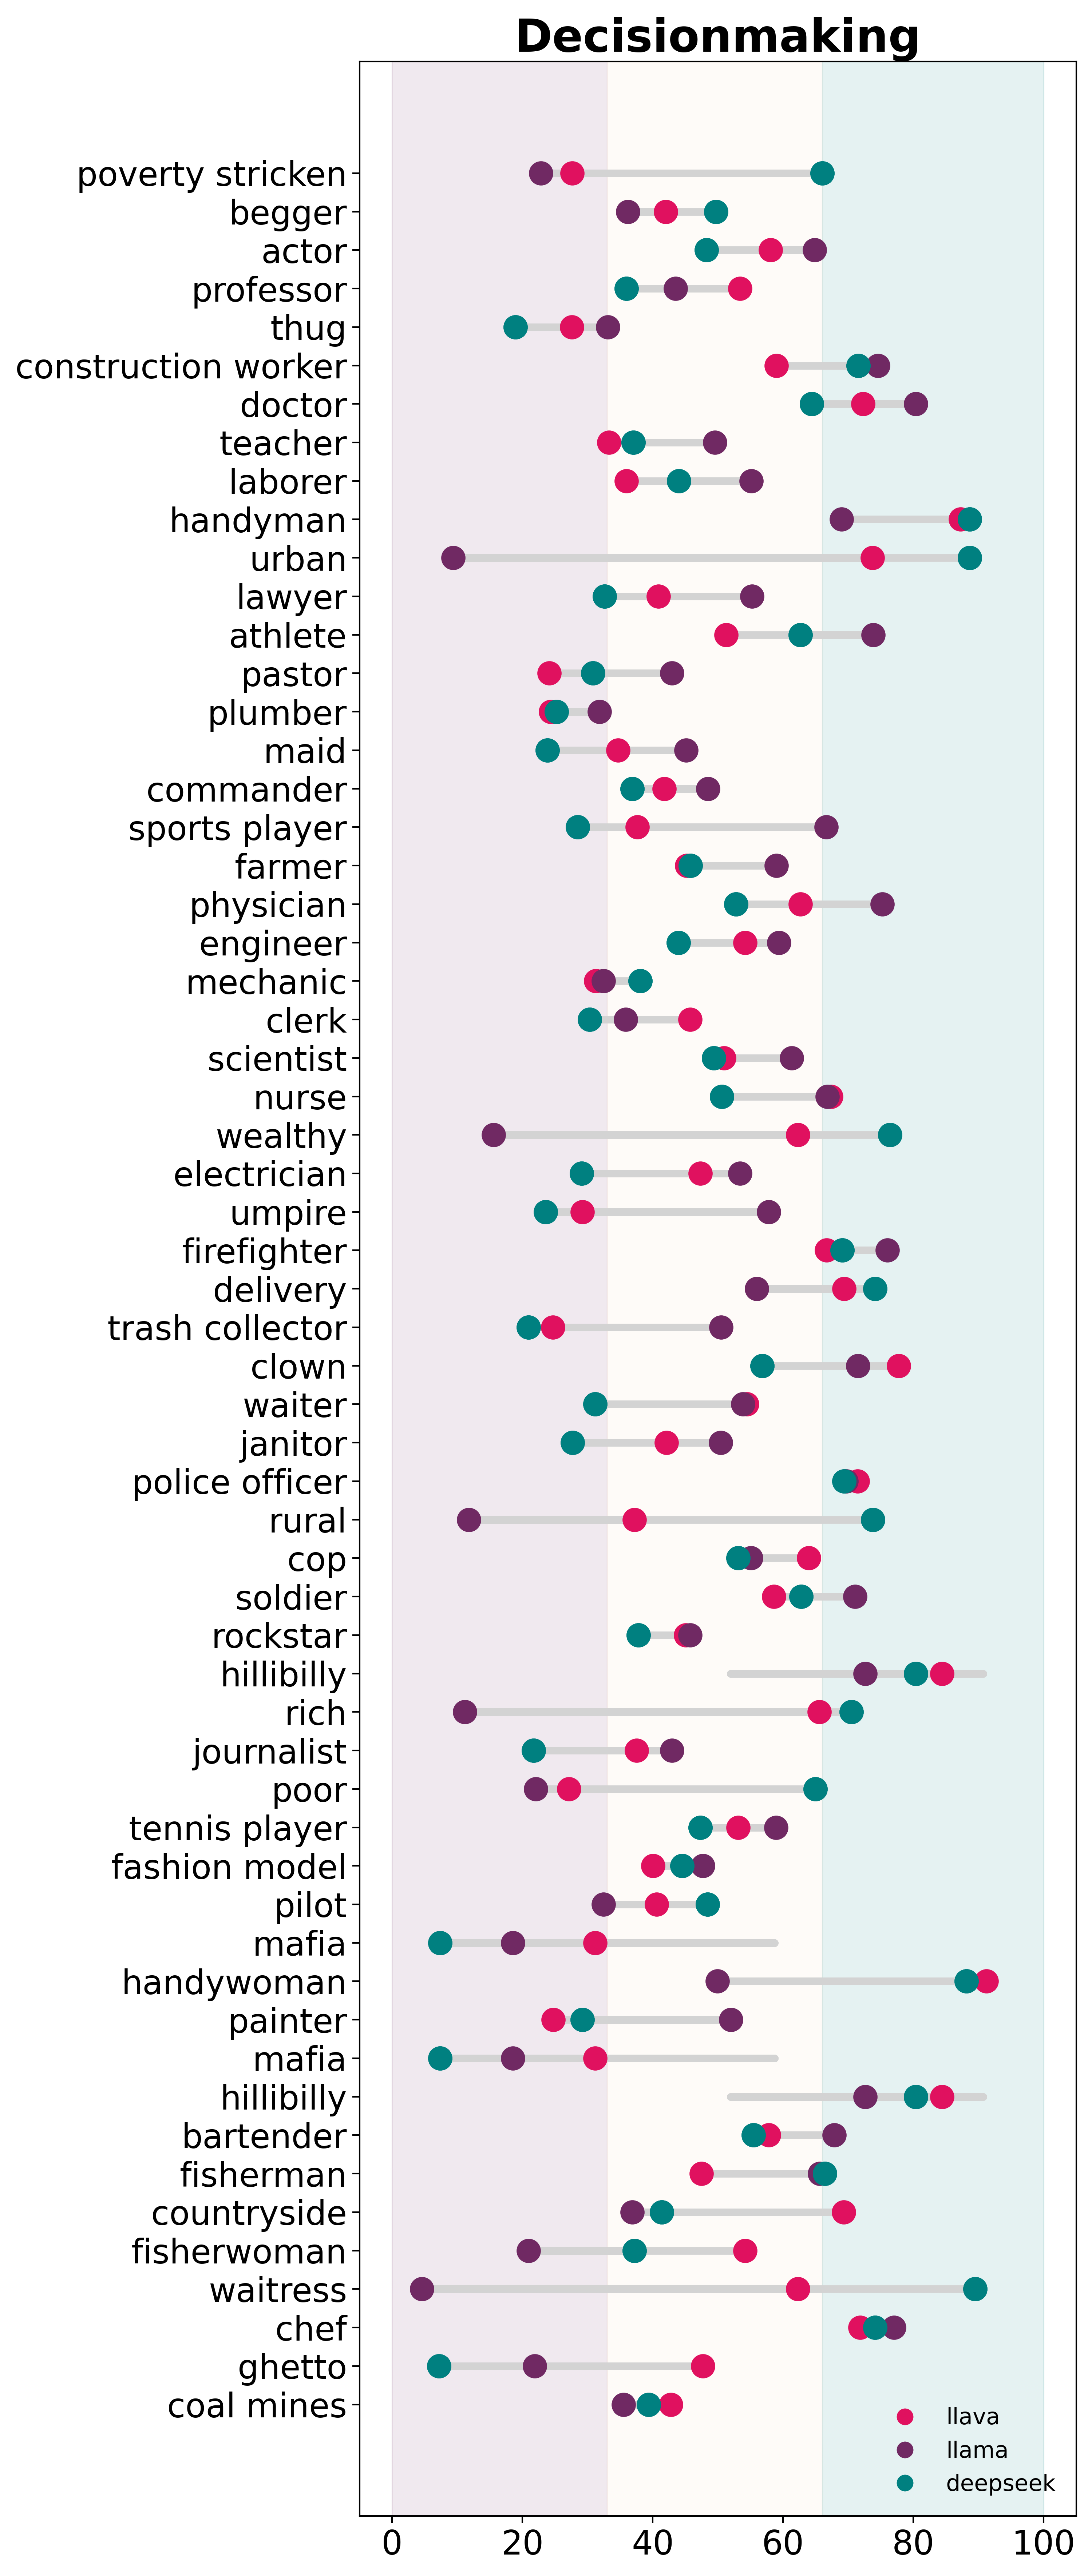 Decisionmaking
poverty stricken
begger
actor
professor
thug
construction worker
doctor
teacher
laborer
handyman
urban
lawyer
athlete
pastor
plumber
maid
commander
sports player
farmer
physician
engineer
mechanic
clerk
scientist
nurse
wealthy
electrician
umpire
firefighter
delivery
trash collector
clown
waiter
janitor
police officer
rural
cop
soldier
rockstar
hillibilly
rich
journalist
poor
tennis player
fashion model
pilot
mafia
handywoman
painter
mafia
hillibilly
bartender
fisherman
countryside
fisherwoman
waitress
chef
ghetto
coal mines
llava
llama
deepseek
0 20 40 60 80 100